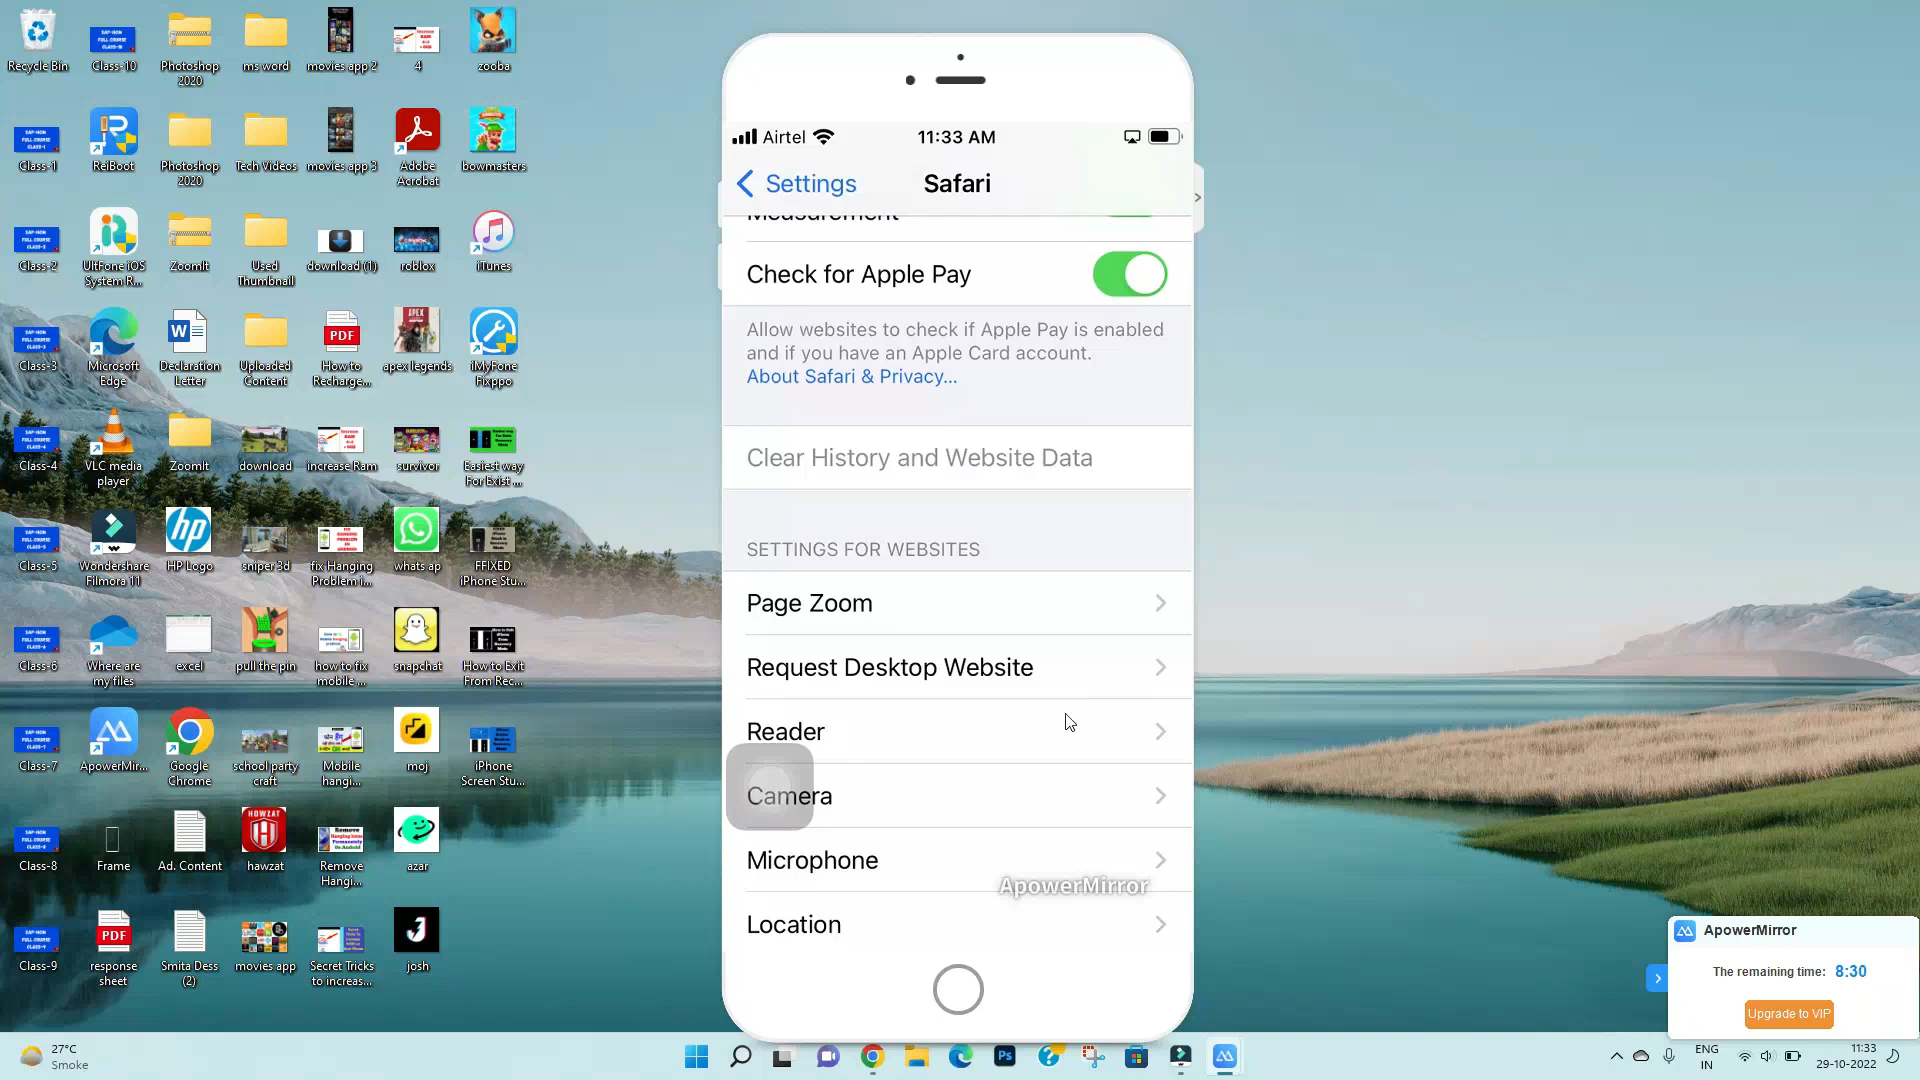 Recycle Bin
Class-10
Photoshop
2020
ms word
movies app 2
4
zooba
Class-1
ReiBoot
Photoshop
2020
Tech Videos
movies app 3
Adobe
Acrobat
bowmasters
Class-2
UltFone iOS
System R...
ZoomIt
Used
Thumbnail
download (1)
roblox
iTunes
Class-3
Microsoft
Edge
Declaration
Letter
Uploaded
Content
PDF
How to
Recharge...
apex legends
iMyFone
Fixppo
Class-4
VLC media
player
ZoomIt
download
increase Ram
survivor
Easiest way
For Exist ...
Class-5
Wondershare
Filmora 11
HP Logo
sniper 3d
fix Hanging
Problem i...
whats ap
FFIXED
iPhone Stu...
Class-6
Where are
my files
excel
pull the pin
how to fix
mobile ...
snapchat
How to Exit
From Rec...
Class-7
ApowerMir...
Google
Chrome
school party
craft
Mobile
hangi...
moj
iPhone
Screen Stu...
Class-8
Frame
Ad. Content
HOWZAT
hawzat
Remove
Hangi...
azar
Class-9
PDF
response
sheet
Smita Dess
(2)
movies app
Secret Tricks
to increas...
josh
Airtel
11:33 AM
Settings
Safari
Measurement
Check for Apple Pay
Allow websites to check if Apple Pay is enabled
and if you have an Apple Card account.
About Safari & Privacy...
Clear History and Website Data
SETTINGS FOR WEBSITES
Page Zoom
Request Desktop Website
Reader
Camera
Microphone
ApowerMirror
Location
ApowerMirror
The remaining time: 8:30
Upgrade to VIP
27°C
Smoke
Ps
ENG
IN
11:33
29-10-2022